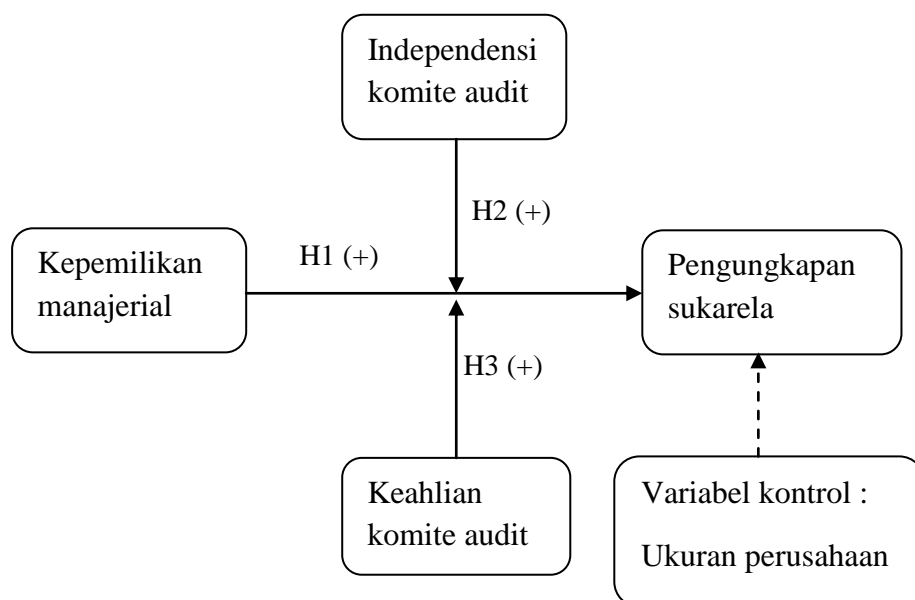 Independensi
komite audit
H2 (+)
Kepemilikan
manajerial
H1 (+)
Pengungkapan
sukarela
H3 (+)
Keahlian
komite audit
Variabel kontrol :
Ukuran perusahaan